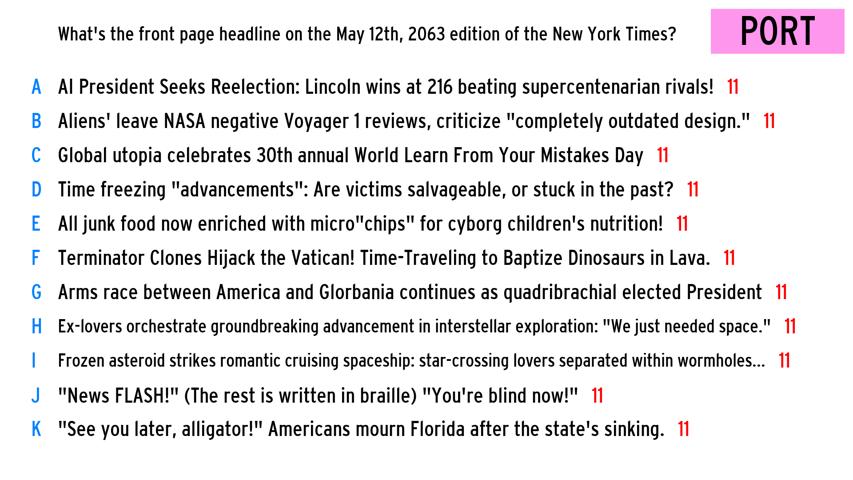 What's the front page headline on the May 12th, 2063 edition of the New York Times?
PORT
A AI President Seeks Reelection: Lincoln wins at 216 beating supercentenarian rivals! 11
B Aliens' leave NASA negative Voyager 1 reviews, criticize "completely outdated design." 11
C Global utopia celebrates 30th annual World Learn From Your Mistakes Day 11
D Time freezing "advancements": Are victims salvageable, or stuck in the past? 11
E All junk food now enriched with micro"chips" for cyborg children's nutrition! 11
F Terminator Clones Hijack the Vatican! Time-Traveling to Baptize Dinosaurs in Lava. 11
G Arms race between America and Glorbania continues as quadribrachial elected President 11
H Ex-lovers orchestrate groundbreaking advancement in interstellar exploration: "We just needed space." 11
I Frozen asteroid strikes romantic cruising spaceship: star-crossing lovers separated within wormholes... 11
J "News FLASH!" (The rest is written in braille) "You're blind now!" 11
K "See you later, alligator!" Americans mourn Florida after the state's sinking. 11